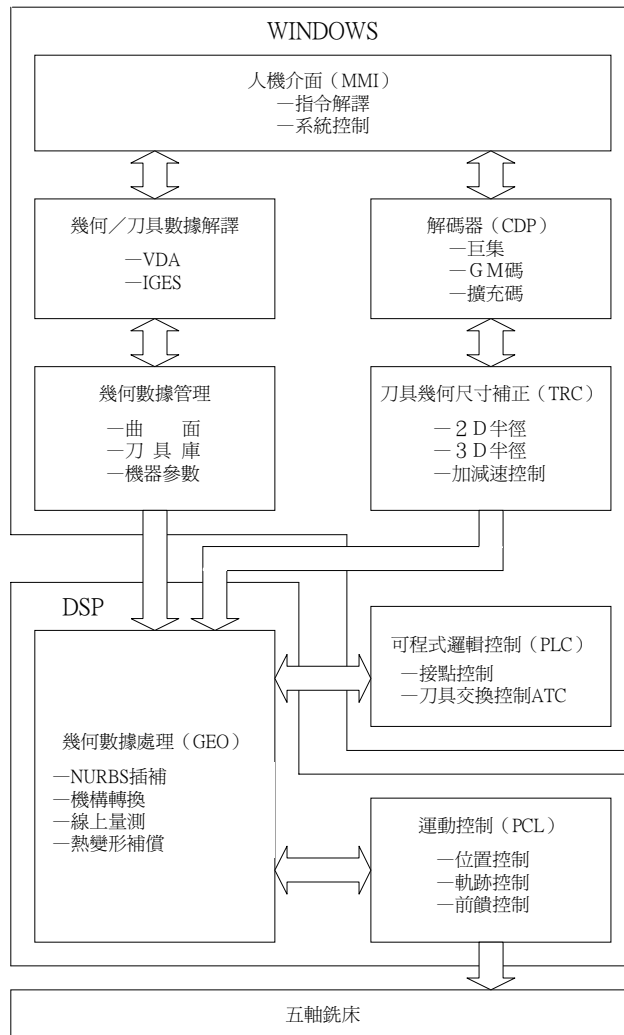 WINDOWS
人機介面（MMI）
—指令解譯
—系統控制
幾何／刀具數據解譯
—VDA
—IGES
解碼器（CDP）
—巨集
—ＧＭ碼
—擴充碼
幾何數據管理
—曲　　面
—刀 具 庫
—機器參數
刀具幾何尺寸補正（TRC）
—２Ｄ半徑
—３Ｄ半徑
—加減速控制
DSP
可程式邏輯控制（PLC）
—接點控制
—刀具交換控制ATC
幾何數據處理（GEO）
—NURBS插補
—機構轉換
—線上量測
—熱變形補償
運動控制（PCL）
—位置控制
—軌跡控制
—前饋控制
五軸銑床